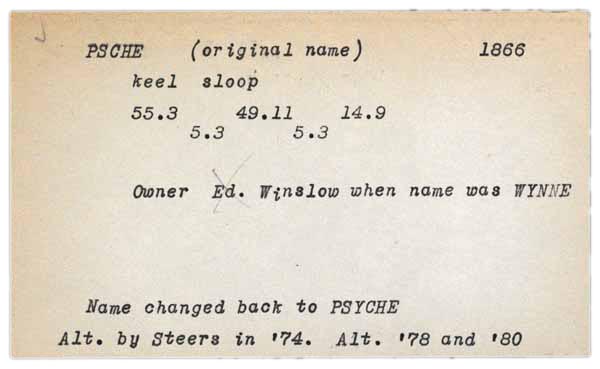 PSCHE (original name) 1866
keel sloop
55.3 49.11 14.9
5.3 5.3
Owner Ed. Winslow when name was WYNNE
Name changed back to PSYCHE
Alt. by Steers in '74. Alt. '78 and '80